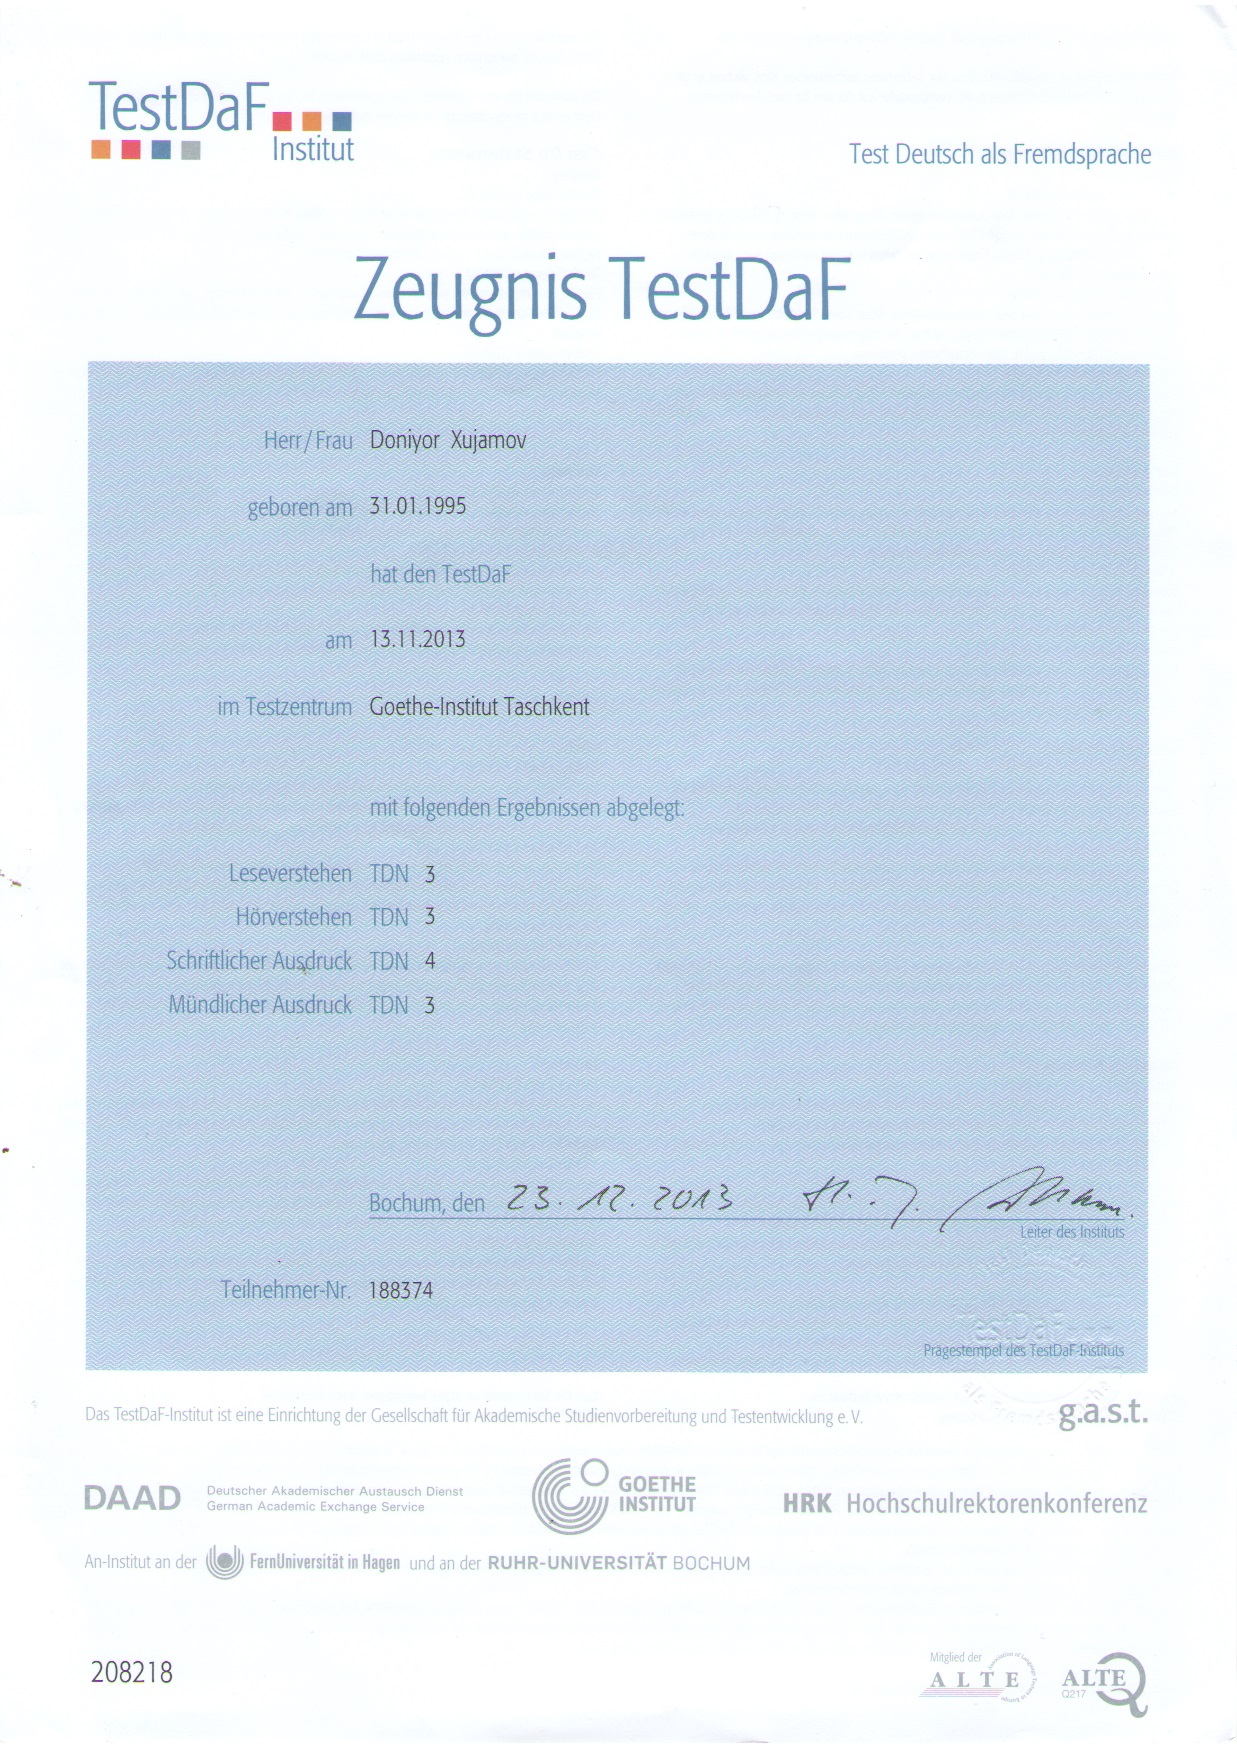 TestDaF
Institut
Test Deutsch als Fremdsprache
Zeugnis TestDaF
Herr/Frau Doniyor Xujamov
geboren am 31.01.1995
hat den TestDaF
am 13.11.2013
im Testzentrum Goethe-Institut Taschkent
mit folgenden Ergebnissen abgelegt:
Leseverstehen TDN 3
Hörverstehen TDN 3
Schriftlicher Ausdruck TDN 4
Mündlicher Ausdruck TDN 3
Bochum, den 23.12.2013
Leiter des Instituts
Teilnehmer-Nr. 188374
TestDaF
Prägestempel des TestDaF-Instituts
Das TestDaF-Institut ist eine Einrichtung der Gesellschaft für Akademische Studienvorbereitung und Testentwicklung e.V.
g.a.s.t.
DAAD Deutscher Akademischer Austausch Dienst
German Academic Exchange Service
GOETHE
INSTITUT
HRK Hochschulrektorenkonferenz
An-Institut an der FernUniversität in Hagen und an der RUHR-UNIVERSITÄT BOCHUM
208218
Mitglied der
ALTE
ALTE
Q217